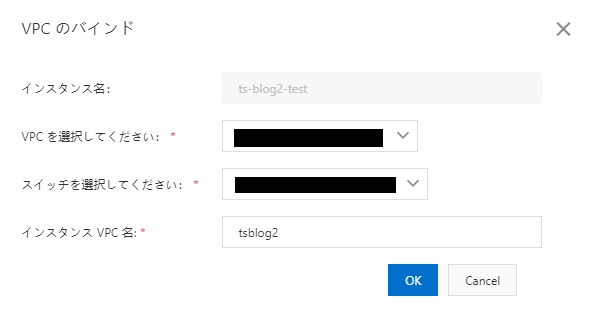 VPC のバインド
インスタンス名:
ts-blog2-test
VPC を選択してください: *
スイッチを選択してください: *
インスタンス VPC 名: *
tsblog2
OK
Cancel